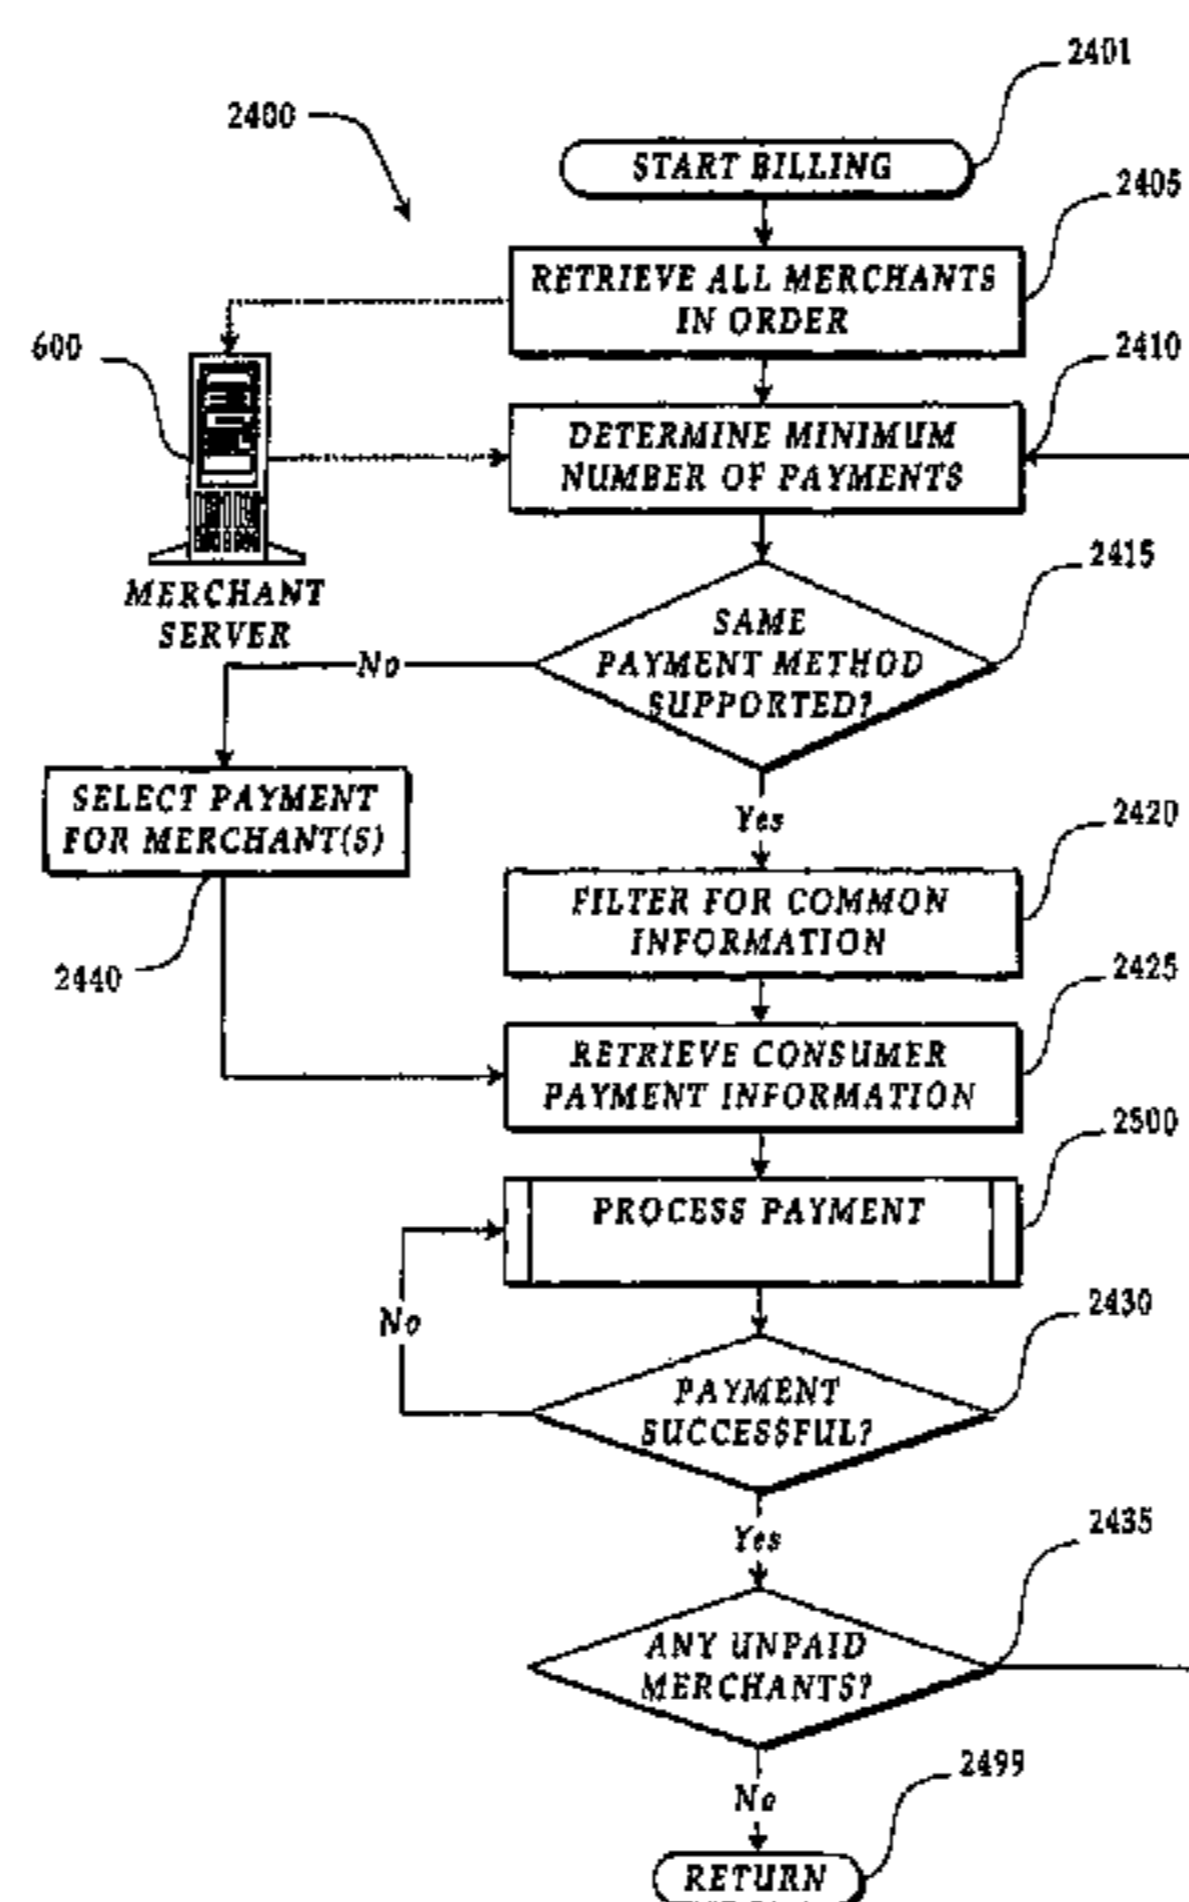 2401
2400
START BILLING
2405
RETRIEVE ALL MERCHANTS
IN ORDER
600
2410
DETERMINE MINIMUM
NUMBER OF PAYMENTS
MERCHANT
SERVER
2415
SAME
PAYMENT METHOD
SUPPORTED?
No
SELECT PAYMENT
FOR MERCHANT(S)
Yes
2420
FILTER FOR COMMON
INFORMATION
2440
2425
RETRIEVE CONSUMER
PAYMENT INFORMATION
2500
PROCESS PAYMENT
No
2430
PAYMENT
SUCCESSFUL?
Yes
2435
ANY UNPAID
MERCHANTS?
No
2499
RETURN